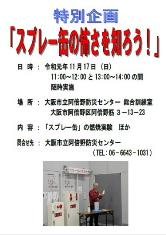 特別企画
「スプレー缶の怖さを知ろう！」
日 時 ： 令和元年11月17日（日）
11:00～12:00と13:00～14:00の間
随時実施
場 所 ： 大阪市立阿倍野防災センター 総合訓練室
大阪市阿倍野区阿倍野筋 3－13－23
内 容 ： 「スプレー缶」の燃焼実験 ほか
問合せ先 ： 大阪市立阿倍野防災センター
（TEL：06－6643－1031）